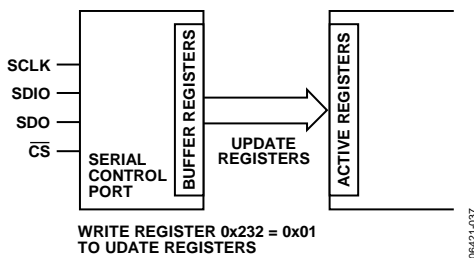 SCLK
SDIO
SDO
CS
SERIAL
CONTROL
PORT
BUFFER REGISTERS
UPDATE
REGISTERS
ACTIVE REGISTERS
WRITE REGISTER 0x232 = 0x01
TO UDATE REGISTERS
06421-037